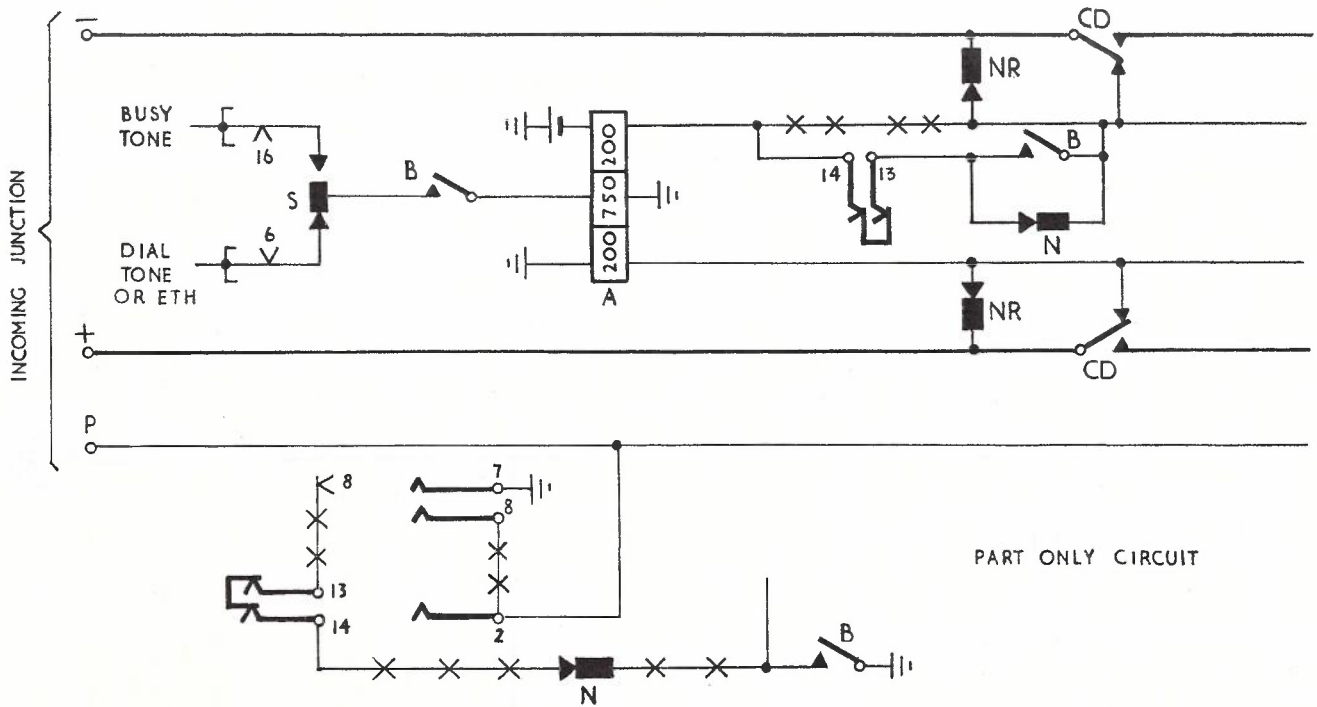 −
CD
NR
BUSY
TONE
16
200
B
14
13
B
S
750
N
6
DIAL
TONE
OR ETH
200
A
NR
+
CD
INCOMING JUNCTION
P
8
7
8
13
14
2
PART ONLY CIRCUIT
B
N